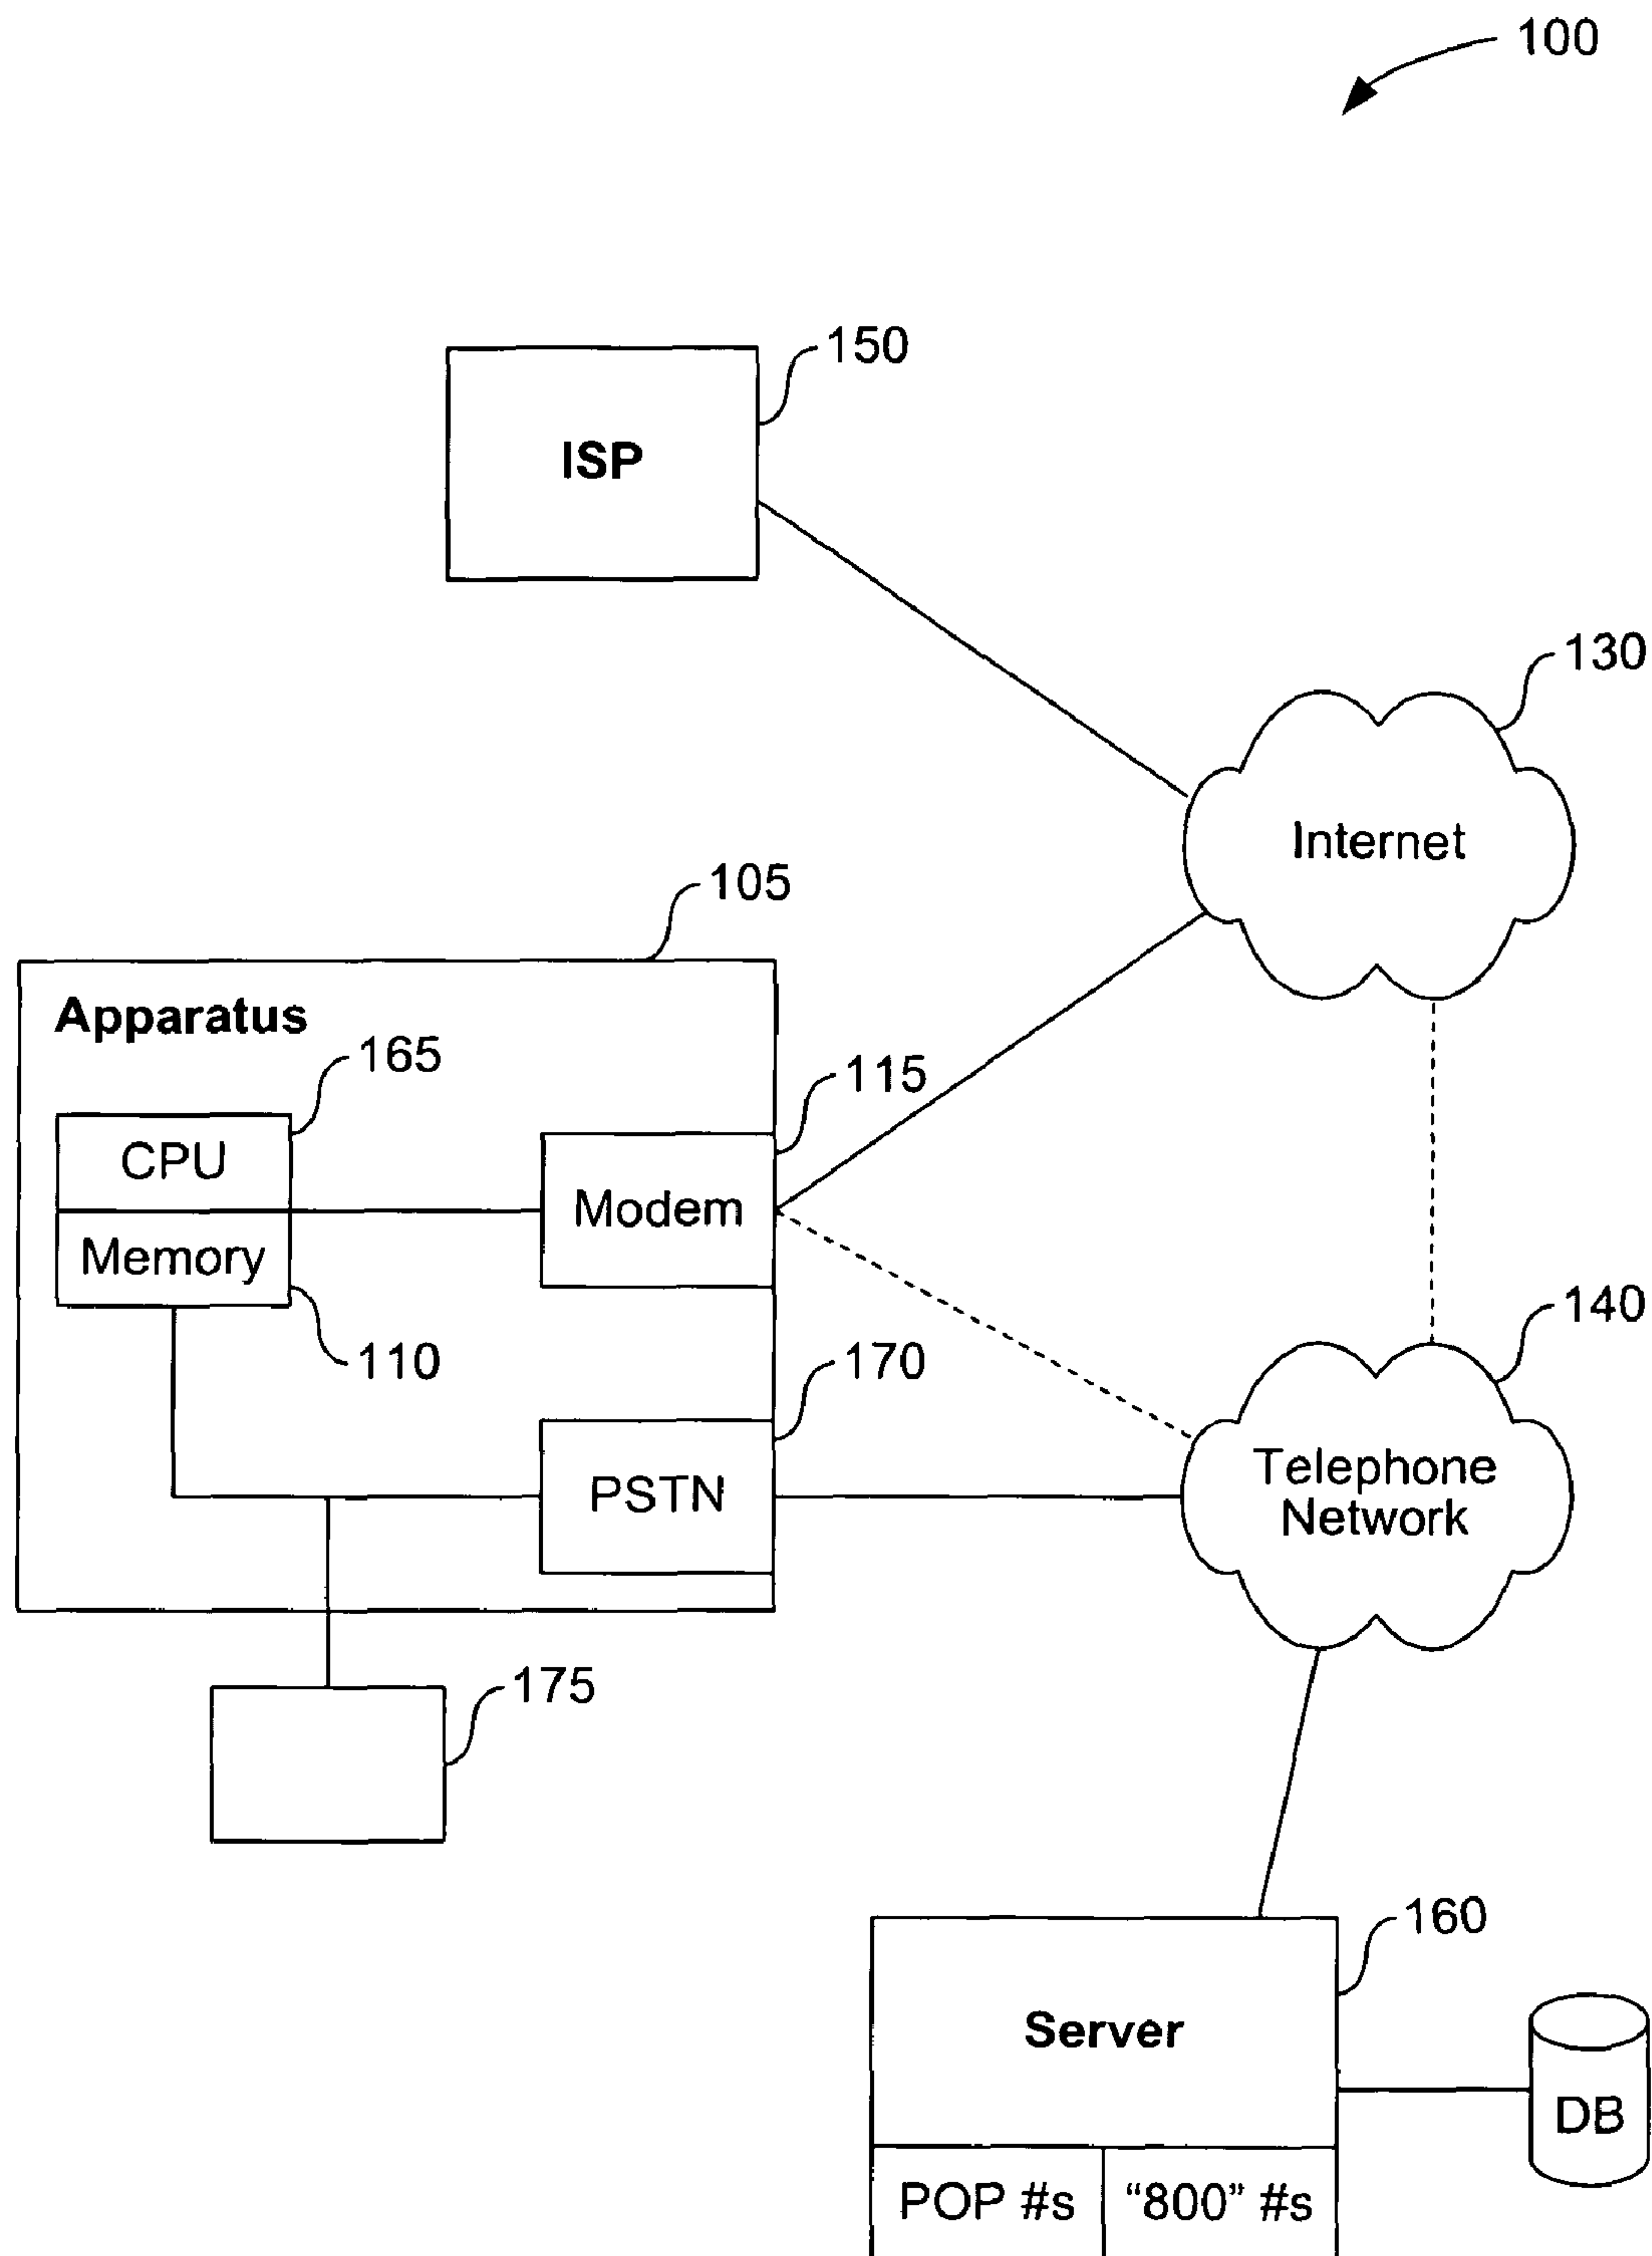 100
150
ISP
130
Internet
105
Apparatus
165
115
CPU
Modem
Memory
140
110
170
Telephone
Network
PSTN
175
160
Server
DB
POP #s
“800” #s